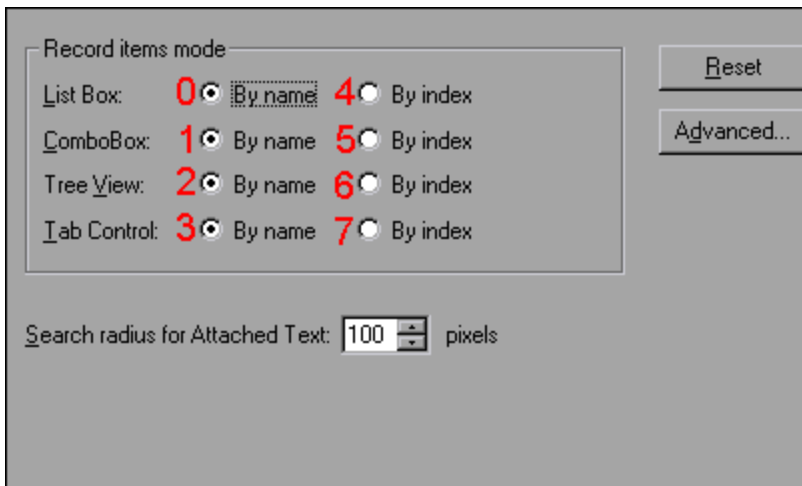 Record items mode
List Box: 0 By name 4 By index
ComboBox: 1 By name 5 By index
Tree View: 2 By name 6 By index
Tab Control: 3 By name 7 By index
Reset
Advanced...
Search radius for Attached Text: 100 pixels